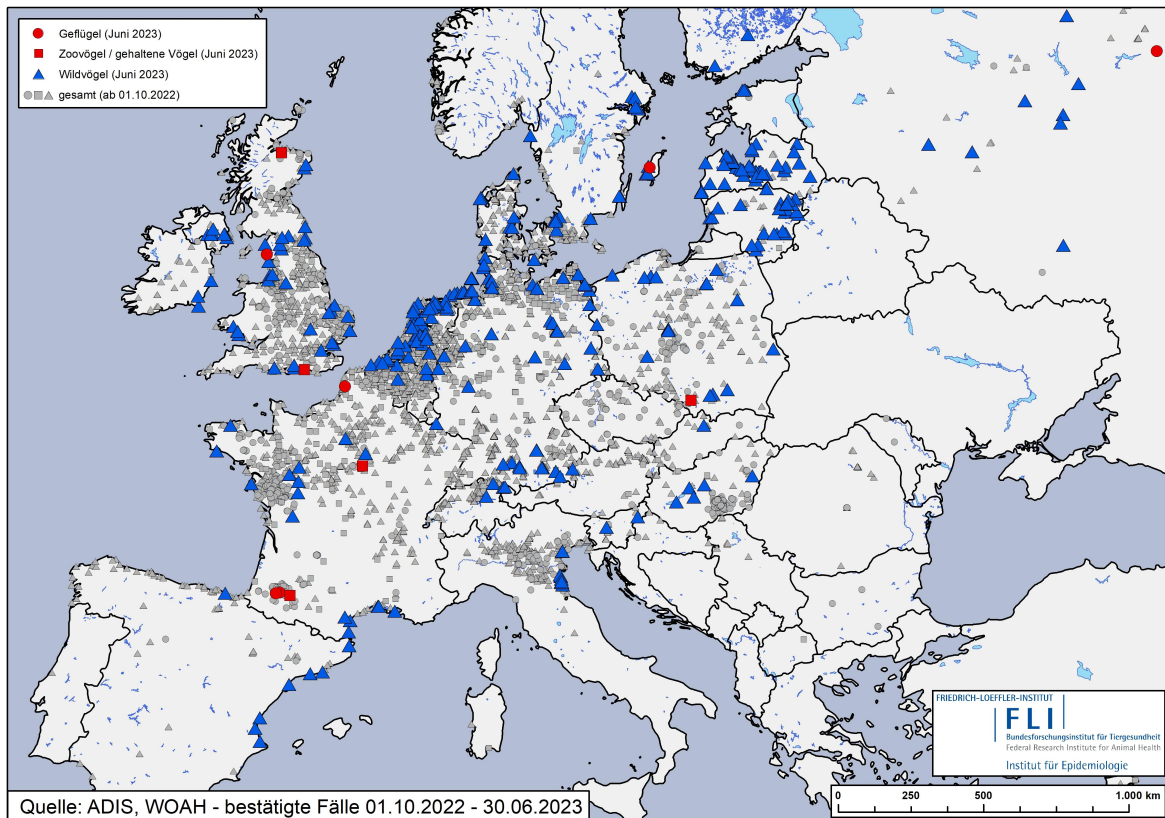 Geflügel (Juni 2023)
Zoovögel / gehaltene Vögel (Juni 2023)
Wildvögel (Juni 2023)
gesamt (ab 01.10.2022)
FRIEDRICH-LOEFFLER-INSTITUT
FLI
Bundesforschungsinstitut für Tiergesundheit
Federal Research Institute for Animal Health
Institut für Epidemiologie
Quelle: ADIS, WOAH - bestätigte Fälle 01.10.2022 - 30.06.2023
0 250 500 1.000 km